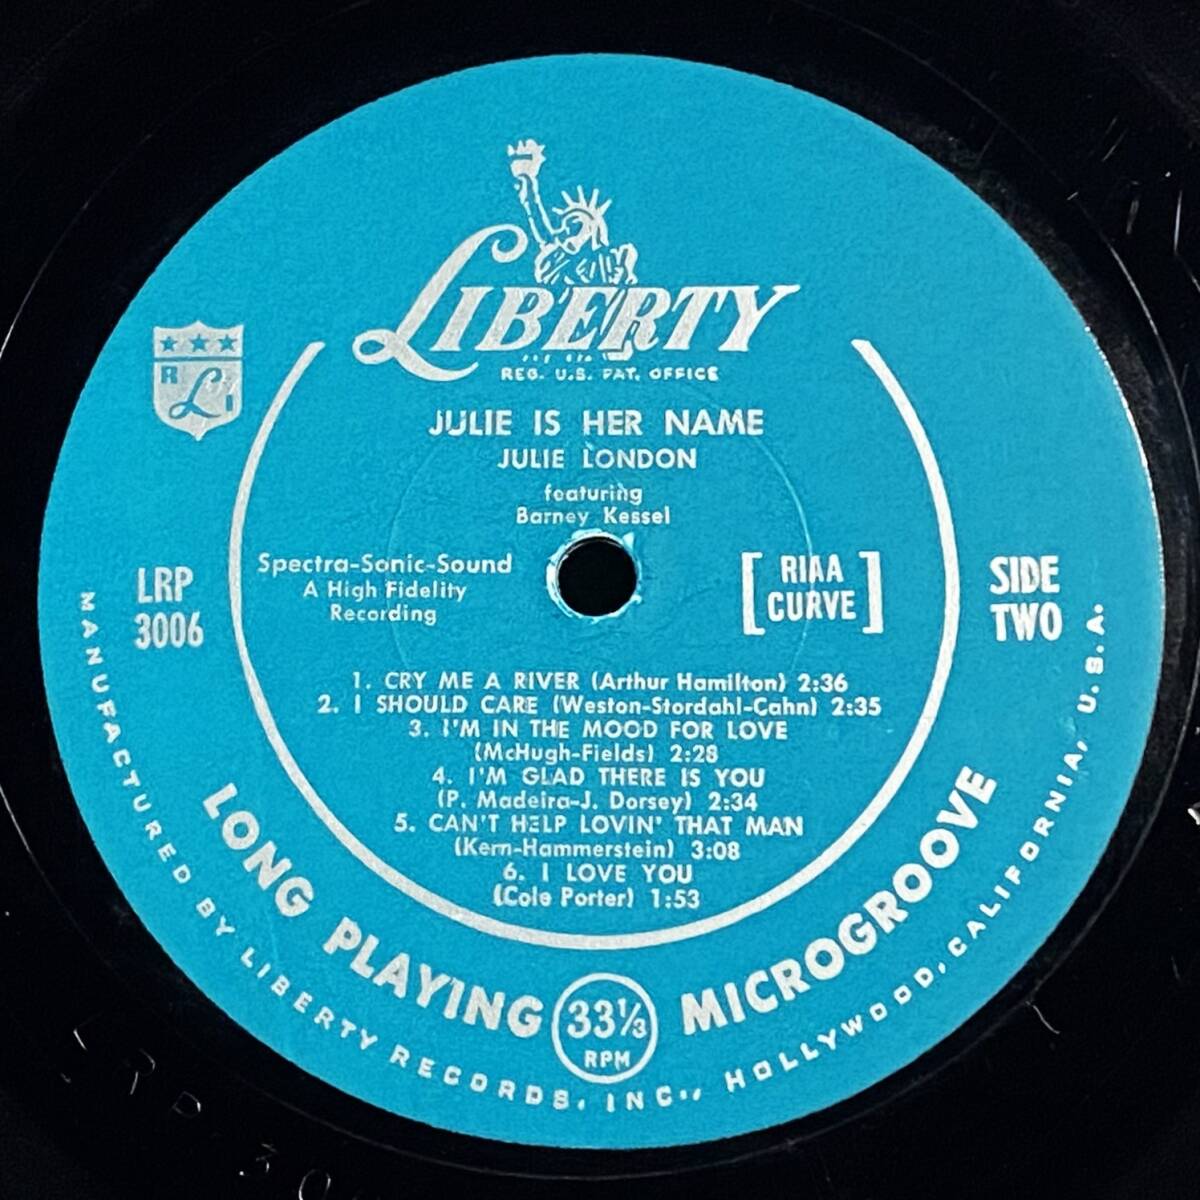 LIBERTY
REG. U.S. PAT. OFFICE
★★★
R L I
JULIE IS HER NAME
JULIE LONDON
featuring
Barney Kessel
Spectra-Sonic-Sound
A High Fidelity
Recording
[RIAA
CURVE]
LRP
3006
SIDE
TWO
1. CRY ME A RIVER (Arthur Hamilton) 2:36
2. I SHOULD CARE (Weston-Stordahl-Cahn) 2:35
3. I'M IN THE MOOD FOR LOVE
(McHugh-Fields) 2:28
4. I'M GLAD THERE IS YOU
(P. Madeira-J. Dorsey) 2:34
5. CAN'T HELP LOVIN' THAT MAN
(Kern-Hammerstein) 3:08
6. I LOVE YOU
(Cole Porter) 1:53
LONG PLAYING 33⅓ RPM MICROGROOVE
MANUFACTURED BY LIBERTY RECORDS, INC., HOLLYWOOD, CALIFORNIA, U.S.A.
LRP 30